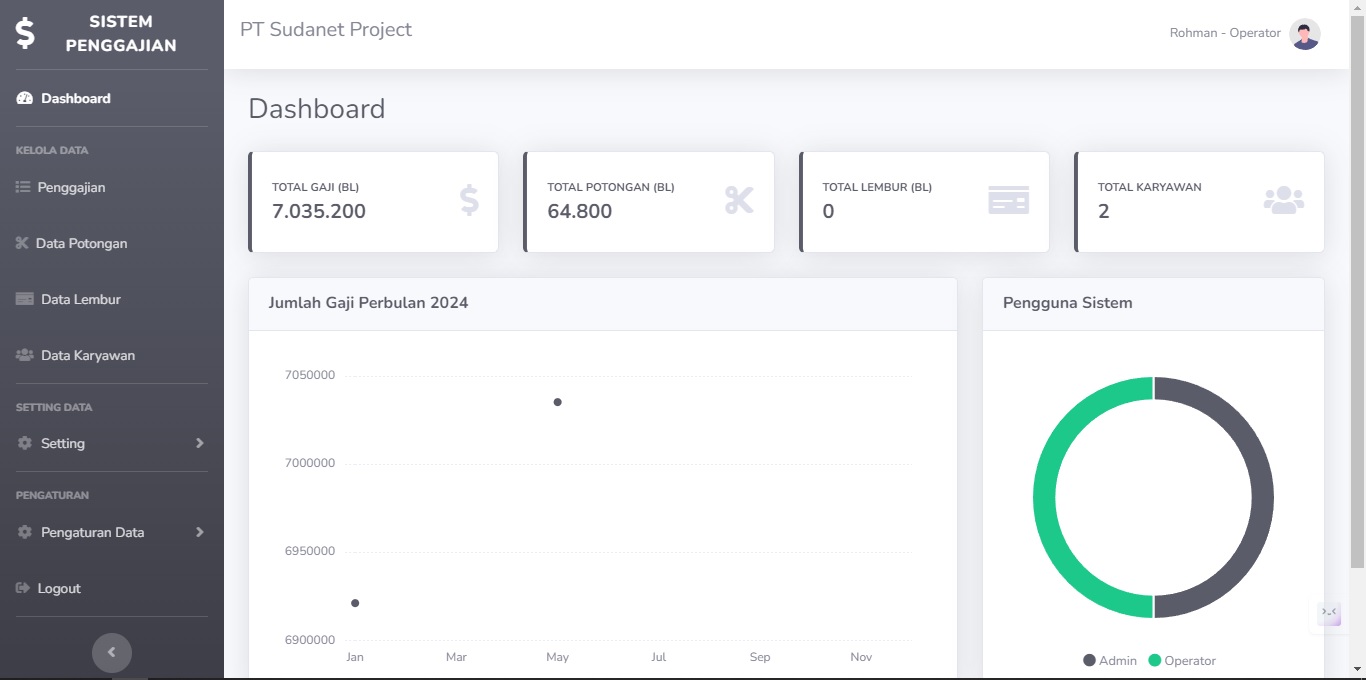 SISTEM
PENGGAJIAN
Dashboard
KELOLA DATA
Penggajian
Data Potongan
Data Lembur
Data Karyawan
SETTING DATA
Setting
PENGATURAN
Pengaturan Data
Logout
PT Sudanet Project
Rohman - Operator
Dashboard
TOTAL GAJI (BL)
7.035.200
TOTAL POTONGAN (BL)
64.800
TOTAL LEMBUR (BL)
0
TOTAL KARYAWAN
2
Jumlah Gaji Perbulan 2024
7050000
7000000
6950000
6900000
Jan Mar May Jul Sep Nov
Pengguna Sistem
Admin Operator